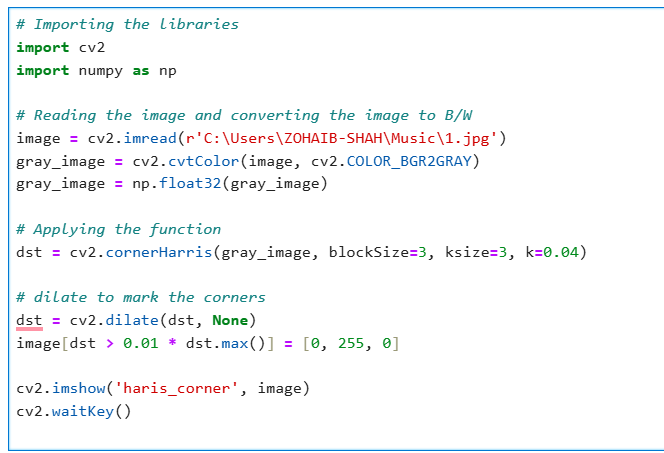 # Importing the libraries
import cv2
import numpy as np
# Reading the image and converting the image to B/W
image = cv2.imread(r'C:\Users\ZOHAIB-SHAH\Music\1.jpg')
gray_image = cv2.cvtColor(image, cv2.COLOR_BGR2GRAY)
gray_image = np.float32(gray_image)
# Applying the function
dst = cv2.cornerHarris(gray_image, blockSize=3, ksize=3, k=0.04)
# dilate to mark the corners
dst = cv2.dilate(dst, None)
image[dst > 0.01 * dst.max()] = [0, 255, 0]
cv2.imshow('haris_corner', image)
cv2.waitKey()